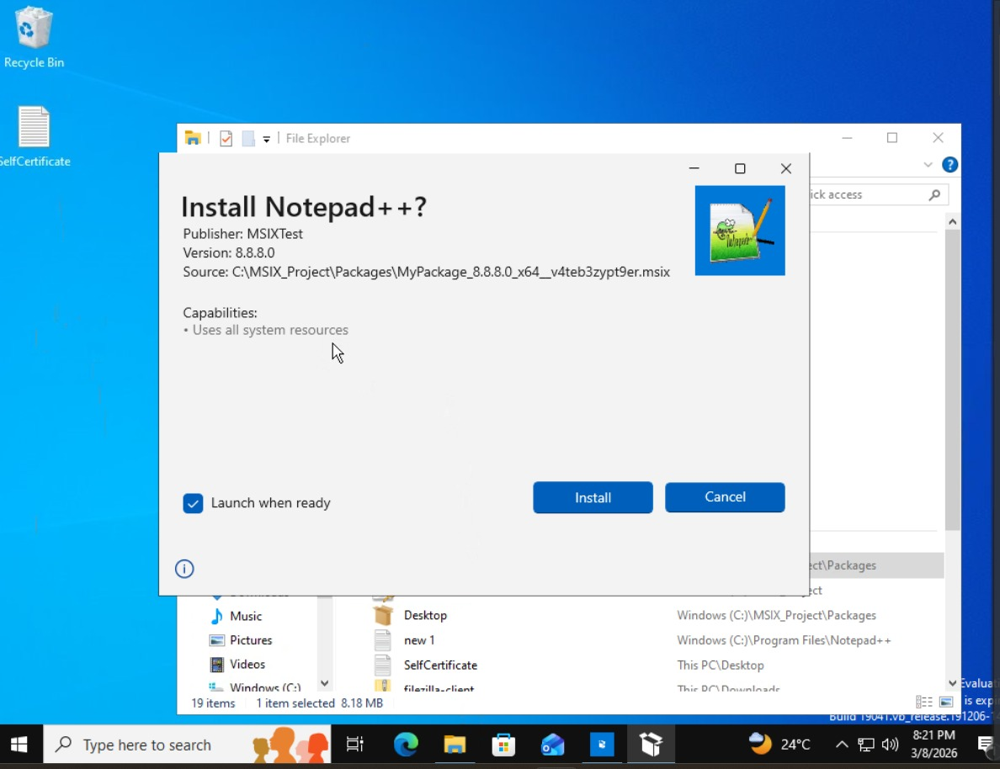 Recycle Bin
SelfCertificate
File Explorer
ick access
Install Notepad++?
Publisher: MSIXTest
Version: 8.8.8.0
Source: C:\MSIX_Project\Packages\MyPackage_8.8.8.0_x64__v4teb3zypt9er.msix
Capabilities:
• Uses all system resources
Launch when ready
Install
Cancel
ect\Packages
ect
Music
Desktop
Windows (C:)\MSIX_Project\Packages
Pictures
new 1
Windows (C:)\Program Files\Notepad++
Videos
SelfCertificate
This PC\Desktop
Windows (C:)
filezilla-client
This PC\Downloads
19 items
1 item selected 8.18 MB
Evaluat
is expi
Build 19041.vb_release.191206-1
Type here to search
24°C
8:21 PM
3/8/2026